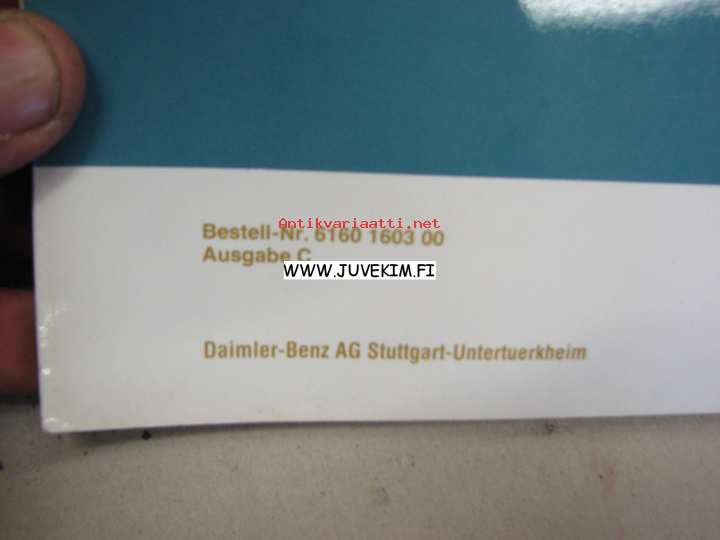 Antikvariaatti.net
Bestell-Nr. 6160 1603 00
Ausgabe C
WWW.JUVEKIM.FI
Daimler-Benz AG Stuttgart-Untertuerkheim